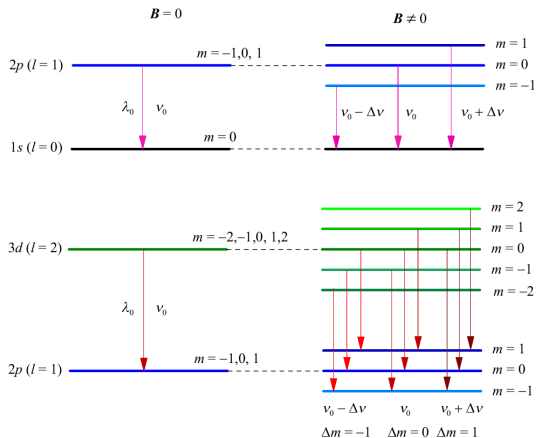 B = 0
B ≠ 0
m = 1
2p (l = 1)
m = −1,0, 1
m = 0
m = −1
λ₀ ν₀
ν₀ − Δν
ν₀
ν₀ + Δν
1s (l = 0)
m = 0
m = 2
m = 1
3d (l = 2)
m = −2,−1,0, 1,2
m = 0
m = −1
m = −2
λ₀ ν₀
m = −1,0, 1
m = 1
2p (l = 1)
m = 0
m = −1
ν₀ − Δν ν₀ ν₀ + Δν
Δm = −1 Δm = 0 Δm = 1